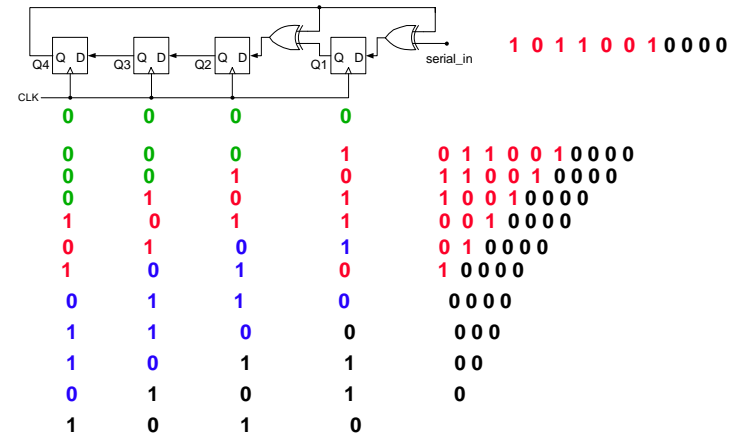 1 0 1 1 0 0 1 0 0 0 0
Q D Q D Q D Q D
Q4 Q3 Q2 Q1 serial_in
CLK
0 0 0 0
0 0 0 1 0 1 1 0 0 1 0 0 0 0
0 0 1 0 1 1 0 0 1 0 0 0 0
0 1 0 1 1 0 0 1 0 0 0 0
1 0 1 1 0 0 1 0 0 0 0
0 1 0 1 0 1 0 0 0 0
1 0 1 0 1 0 0 0 0
0 1 1 0 0 0 0 0
1 1 0 0 0 0 0
1 0 1 1 0 0
0 1 0 1 0
1 0 1 0